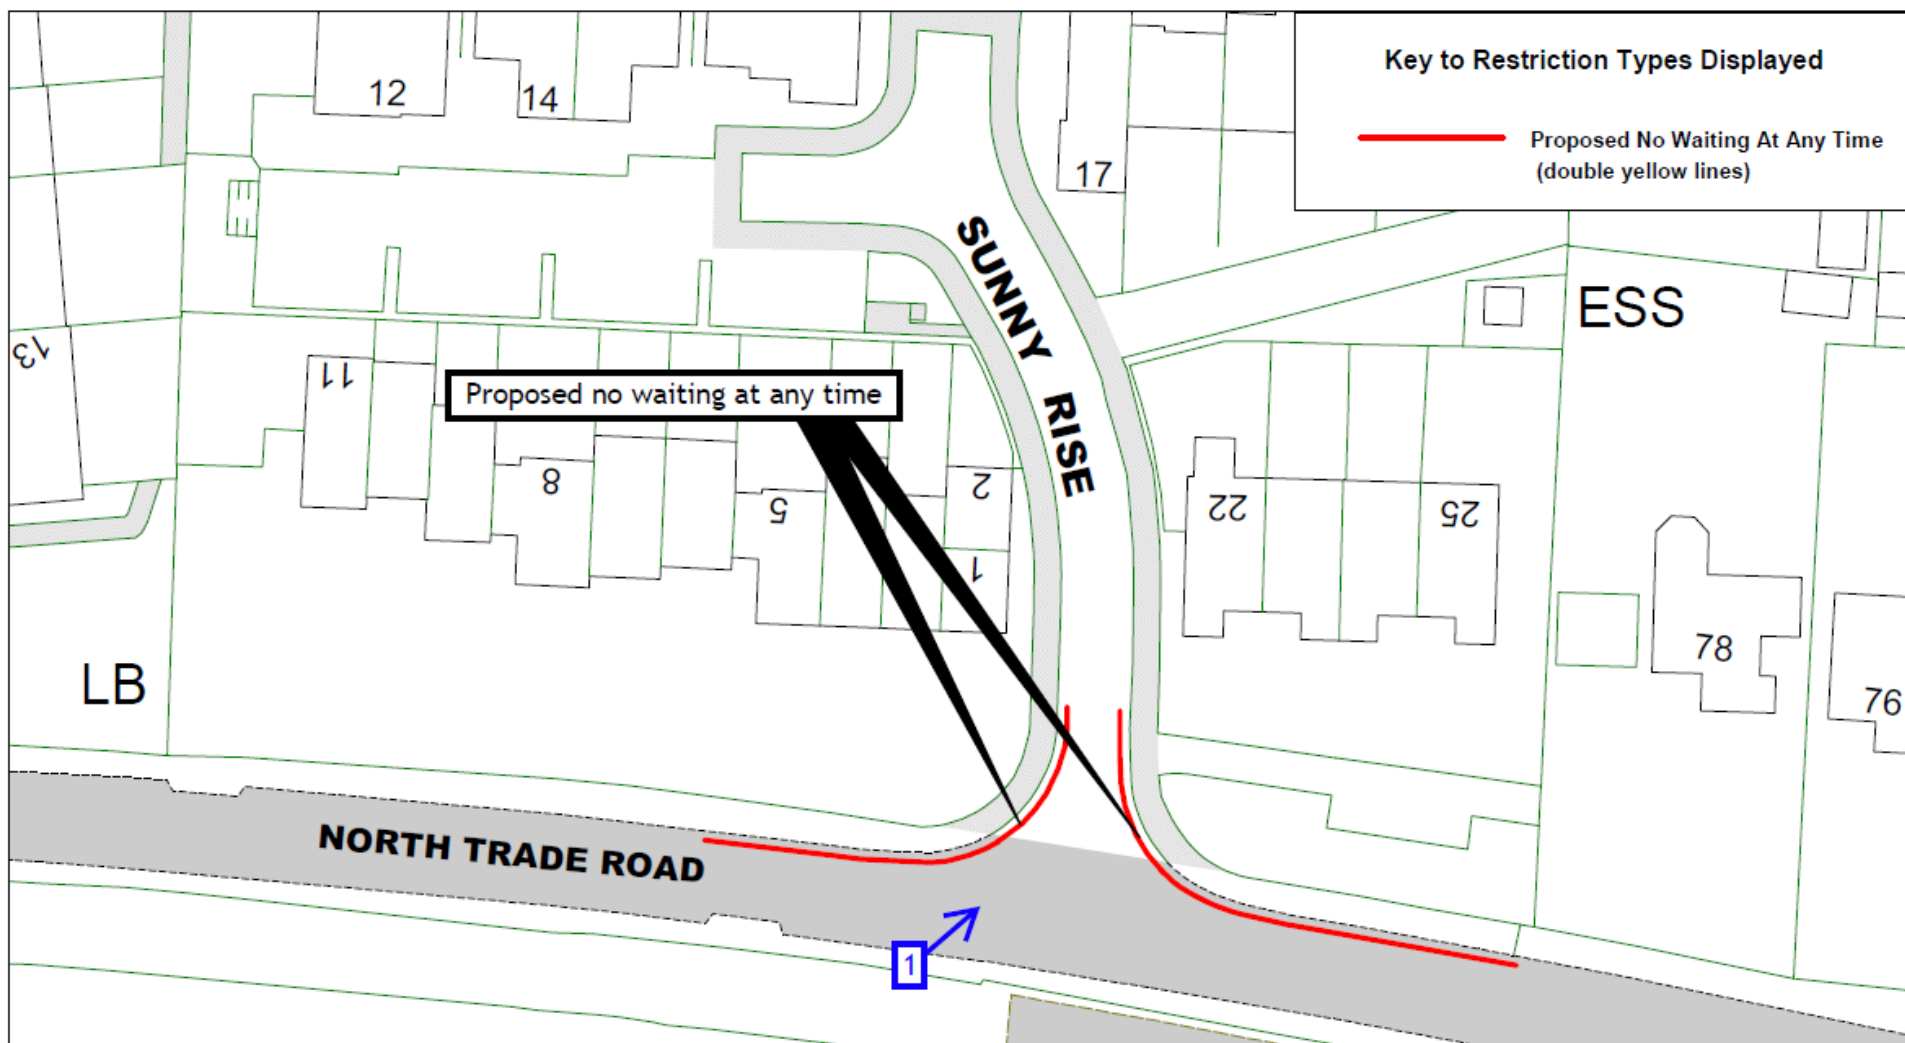 Key to Restriction Types Displayed
Proposed No Waiting At Any Time
(double yellow lines)
12
14
17
SUNNY RISE
ESS
13
11
Proposed no waiting at any time
8
5
2
1
22
25
78
76
LB
NORTH TRADE ROAD
1